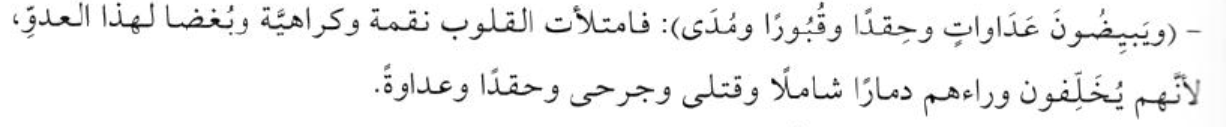 - (ويَبِيضُونَ عَدَاواتٍ وحِقدًا وقُبُورًا ومُدَى): فامتلأت القلوب نقمة وكراهيَّة وبُغضا لهذا العدوِّ،
لأنَّهم يُخَلِّفون وراءهم دمارًا شاملًا وقتلى وجرحى وحقدًا وعداوةً.